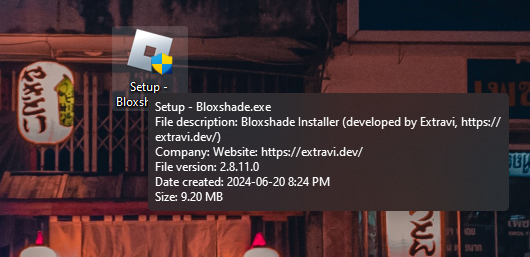 Setup -
Bloxsh
Setup - Bloxshade.exe
File description: Bloxshade Installer (developed by Extravi, https://
extravi.dev/)
Company: Website: https://extravi.dev/
File version: 2.8.11.0
Date created: 2024-06-20 8:24 PM
Size: 9.20 MB